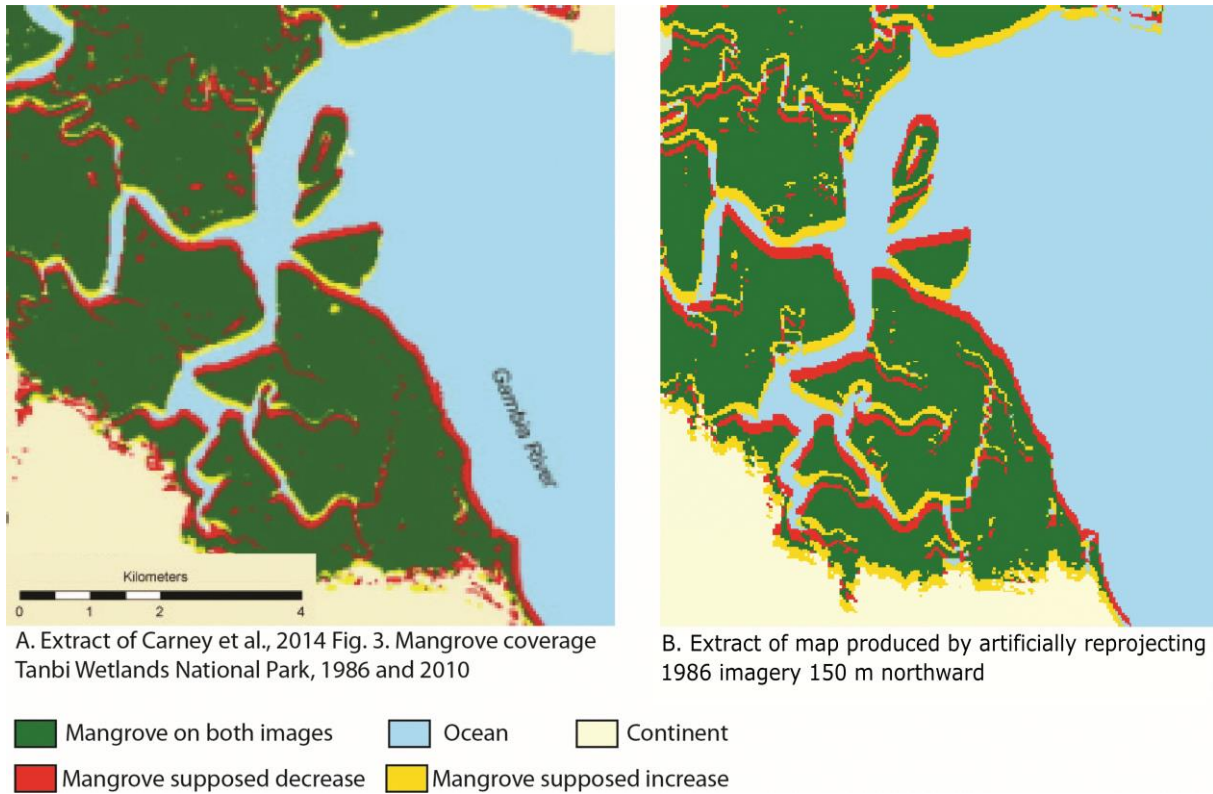 Gambia River
Kilometers
0 1 2 4
A. Extract of Carney et al., 2014 Fig. 3. Mangrove coverage
Tanbi Wetlands National Park, 1986 and 2010
B. Extract of map produced by artificially reprojecting
1986 imagery 150 m northward
Mangrove on both images
Ocean
Continent
Mangrove supposed decrease
Mangrove supposed increase